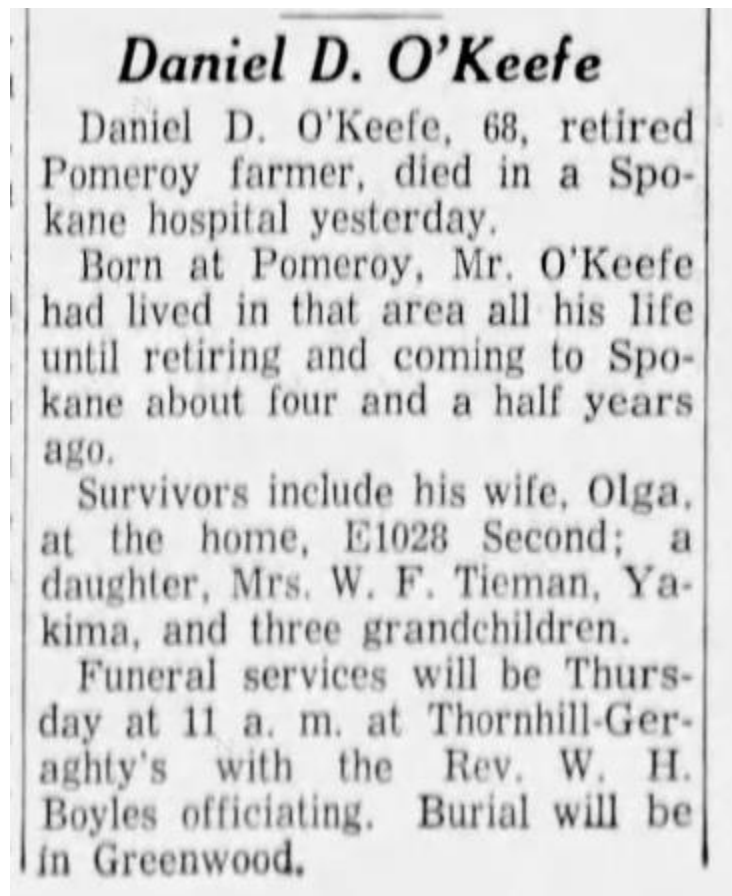 Daniel D. O'Keefe
Daniel D. O'Keefe, 68, retired
Pomeroy farmer, died in a Spo-
kane hospital yesterday.
Born at Pomeroy, Mr. O'Keefe
had lived in that area all his life
until retiring and coming to Spo-
kane about four and a half years
ago.
Survivors include his wife, Olga,
at the home, E1028 Second; a
daughter, Mrs. W. F. Tieman, Ya-
kima, and three grandchildren.
Funeral services will be Thurs-
day at 11 a. m. at Thornhill-Ger-
aghty's with the Rev. W. H.
Boyles officiating. Burial will be
in Greenwood.